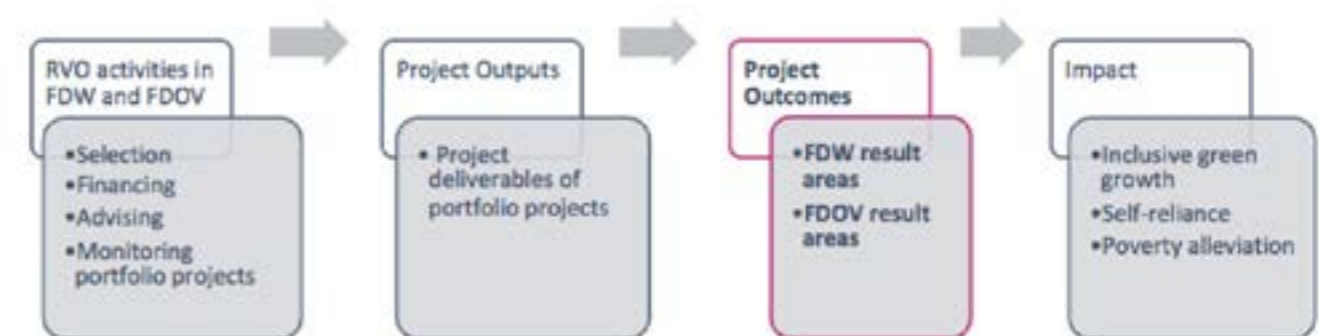 RVO activities in
FDW and FDOV
•Selection
•Financing
•Advising
•Monitoring
portfolio projects
Project Outputs
• Project
deliverables of
portfolio projects
Project
Outcomes
•FDW result
areas
•FDOV result
areas
Impact
•Inclusive green
growth
•Self-reliance
•Poverty alleviation